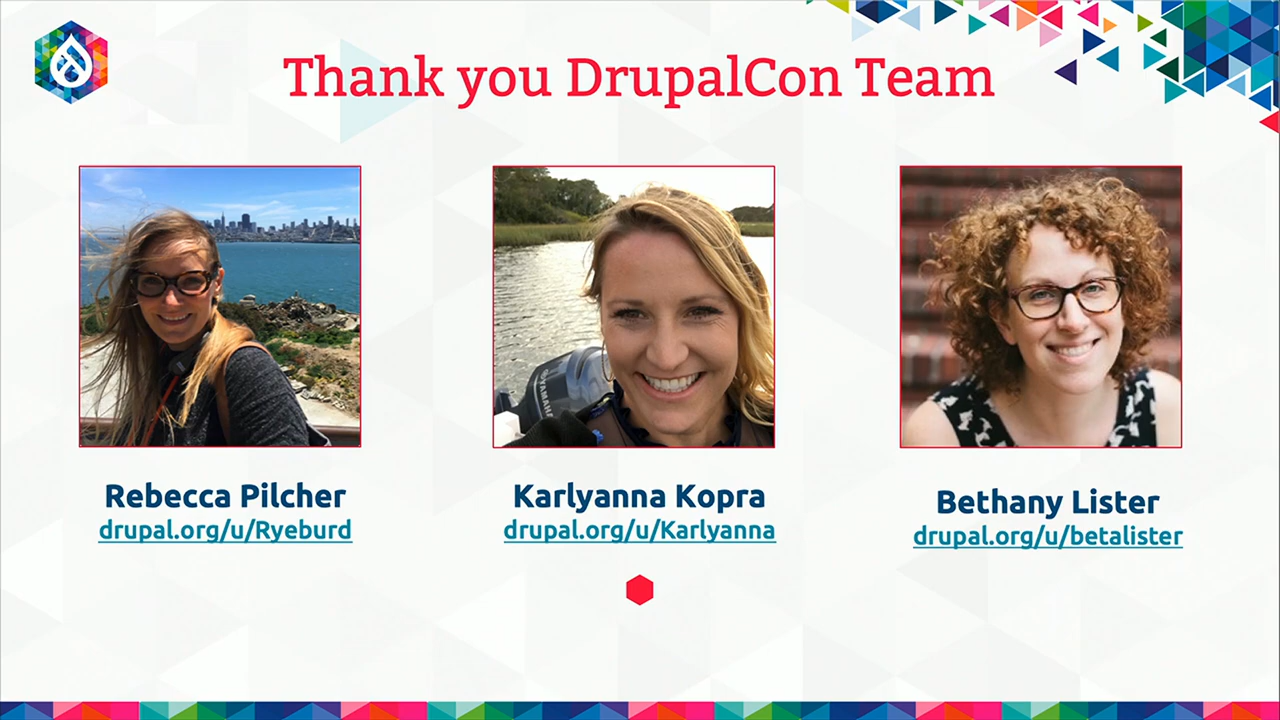 Thank you DrupalCon Team
YAMAHA
Rebecca Pilcher
drupal.org/u/Ryeburd
Karlyanna Kopra
drupal.org/u/Karlyanna
Bethany Lister
drupal.org/u/betalister